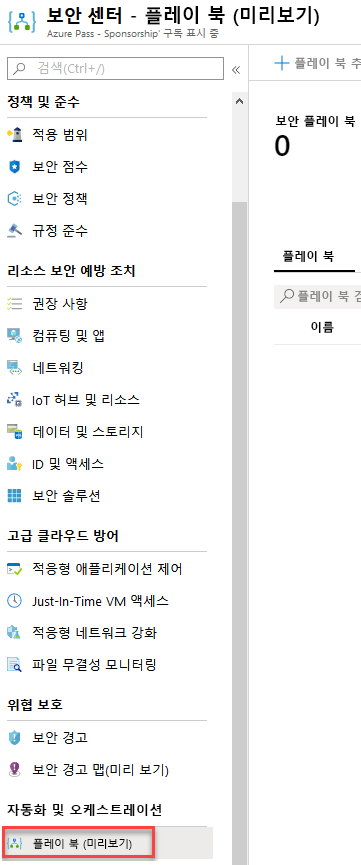 보안 센터 - 플레이 북 (미리보기)
Azure Pass - Sponsorship' 구독 표시 중
검색(Ctrl+/)
«
정책 및 준수
적용 범위
보안 점수
보안 정책
규정 준수
리소스 보안 예방 조치
권장 사항
컴퓨팅 및 앱
네트워킹
IoT 허브 및 리소스
데이터 및 스토리지
ID 및 액세스
보안 솔루션
고급 클라우드 방어
적응형 애플리케이션 제어
Just-In-Time VM 액세스
적응형 네트워크 강화
파일 무결성 모니터링
위협 보호
보안 경고
보안 경고 맵(미리 보기)
자동화 및 오케스트레이션
플레이 북 (미리보기)
플레이 북 추
보안 플레이 북
0
플레이 북
플레이 북 검
이름